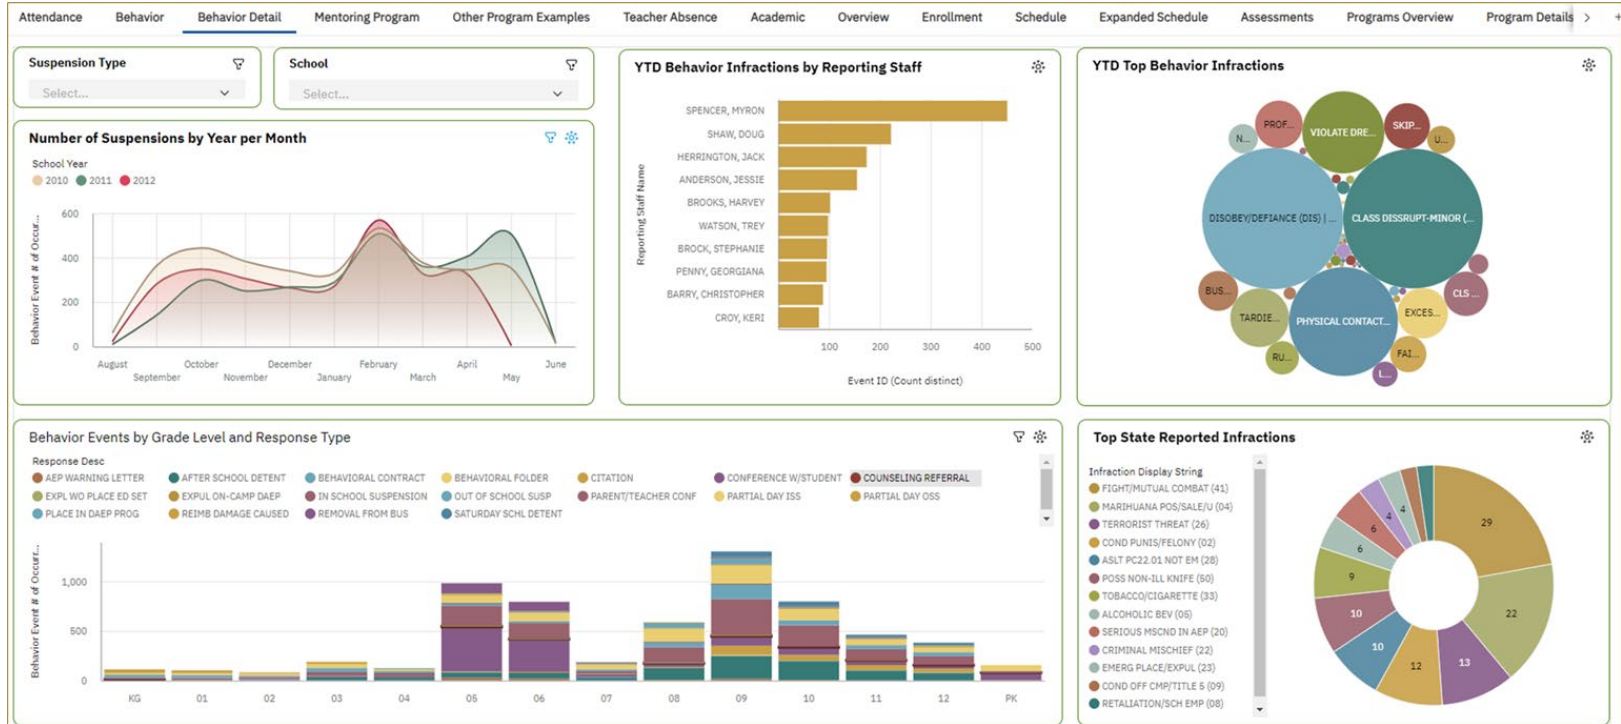 Attendance Behavior Behavior Detail Mentoring Program Other Program Examples Teacher Absence Academic Overview Enrollment Schedule Expanded Schedule Assessments Programs Overview Program Details > +
Suspension Type
Select...
School
Select...
Number of Suspensions by Year per Month
School Year
2010 2011 2012
Behavior Event # of Occur...
600
400
200
0
August October December February April June
September November January March May
YTD Behavior Infractions by Reporting Staff
Reporting Staff Name
SPENCER, MYRON
SHAW, DOUG
HERRINGTON, JACK
ANDERSON, JESSIE
BROOKS, HARVEY
WATSON, TREY
BROCK, STEPHANIE
PENNY, GEORGIANA
BARRY, CHRISTOPHER
CROY, KERI
100 200 300 400 500
Event ID (Count distinct)
YTD Top Behavior Infractions
N...
PROF...
VIOLATE DRE...
SKIP...
U...
DISOBEY/DEFIANCE (DIS) | ...
CLASS DISSRUPT-MINOR (...
BUS...
TARDIE...
RU...
PHYSICAL CONTACT...
EXCES...
CLS ...
FAI...
L...
Behavior Events by Grade Level and Response Type
Response Desc
AEP WARNING LETTER AFTER SCHOOL DETENT BEHAVIORAL CONTRACT BEHAVIORAL FOLDER CITATION CONFERENCE W/STUDENT COUNSELING REFERRAL
EXPL WO PLACE ED SET EXPUL ON-CAMP DAEP IN SCHOOL SUSPENSION OUT OF SCHOOL SUSP PARENT/TEACHER CONF PARTIAL DAY ISS PARTIAL DAY OSS
PLACE IN DAEP PROG REIMB DAMAGE CAUSED REMOVAL FROM BUS SATURDAY SCHL DETENT
Behavior Event # of Occurr...
1,000
500
0
KG 01 02 03 04 05 06 07 08 09 10 11 12 PK
Top State Reported Infractions
Infraction Display String
FIGHT/MUTUAL COMBAT (41)
MARIHUANA POS/SALE/U (04)
TERRORIST THREAT (26)
COND PUNIS/FELONY (02)
ASLT PC22.01 NOT EM (28)
POSS NON-ILL KNIFE (50)
TOBACCO/CIGARETTE (33)
ALCOHOLIC BEV (05)
SERIOUS MSCND IN AEP (20)
CRIMINAL MISCHIEF (22)
EMERG PLACE/EXPUL (23)
COND OFF CMP/TITLE 5 (09)
RETALIATION/SCH EMP (08)
29
22
13
12
10
10
9
6
6
4
4